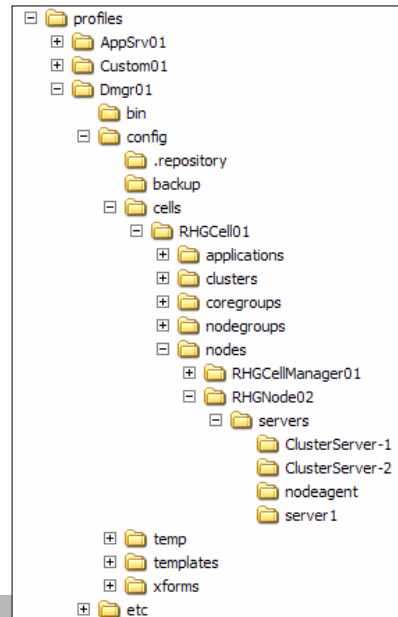 profiles
AppSrv01
Custom01
Dmgr01
bin
config
.repository
backup
cells
RHGCell01
applications
clusters
coregroups
nodegroups
nodes
RHGCellManager01
RHGNode02
servers
ClusterServer-1
ClusterServer-2
nodeagent
server1
temp
templates
xforms
etc